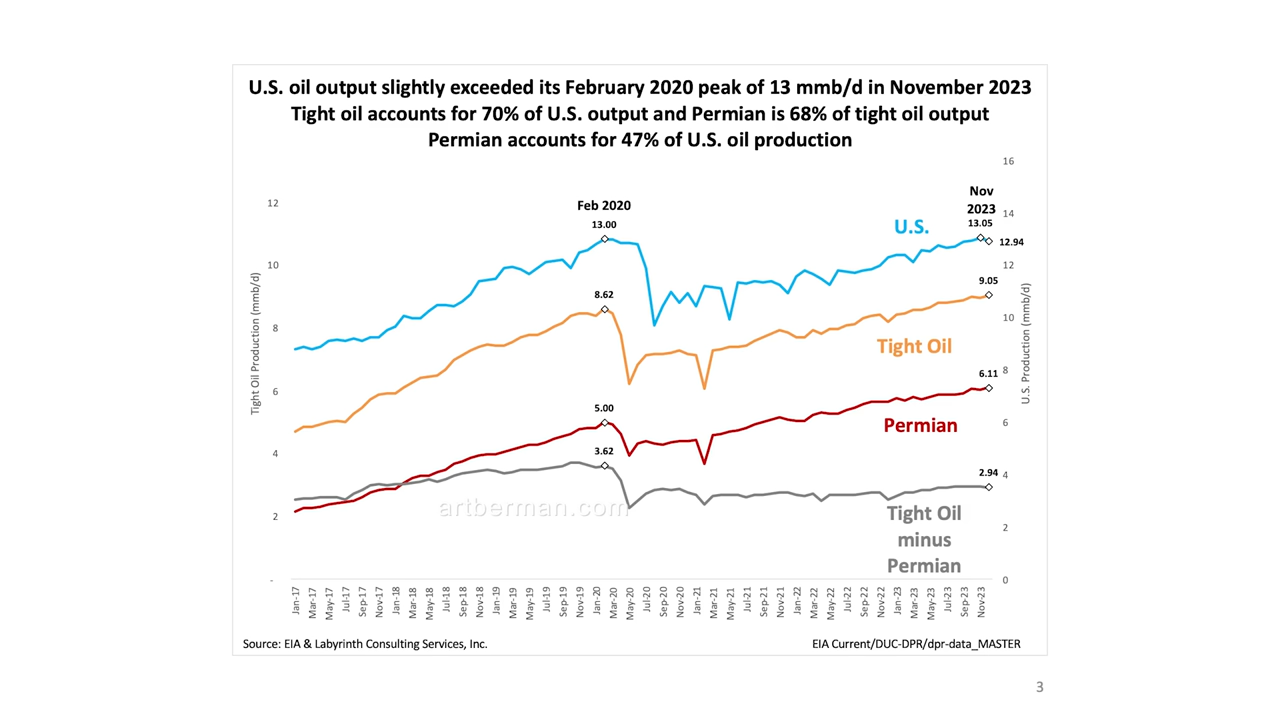 U.S. oil output slightly exceeded its February 2020 peak of 13 mmb/d in November 2023
Tight oil accounts for 70% of U.S. output and Permian is 68% of tight oil output
Permian accounts for 47% of U.S. oil production
16
14
12
10
8
6
4
2
0
12
10
8
6
4
2
-
Tight Oil Production (mmb/d)
U.S. Production (mmb/d)
Feb 2020
13.00
Nov
2023
13.05
12.94
U.S.
8.62
9.05
Tight Oil
5.00
6.11
Permian
3.62
2.94
Tight Oil
minus
Permian
artberman.com
Jan-17
Mar-17
May-17
Jul-17
Sep-17
Nov-17
Jan-18
Mar-18
May-18
Jul-18
Sep-18
Nov-18
Jan-19
Mar-19
May-19
Jul-19
Sep-19
Nov-19
Jan-20
Mar-20
May-20
Jul-20
Sep-20
Nov-20
Jan-21
Mar-21
May-21
Jul-21
Sep-21
Nov-21
Jan-22
Mar-22
May-22
Jul-22
Sep-22
Nov-22
Jan-23
Mar-23
May-23
Jul-23
Sep-23
Nov-23
Source: EIA & Labyrinth Consulting Services, Inc.
EIA Current/DUC-DPR/dpr-data_MASTER
3